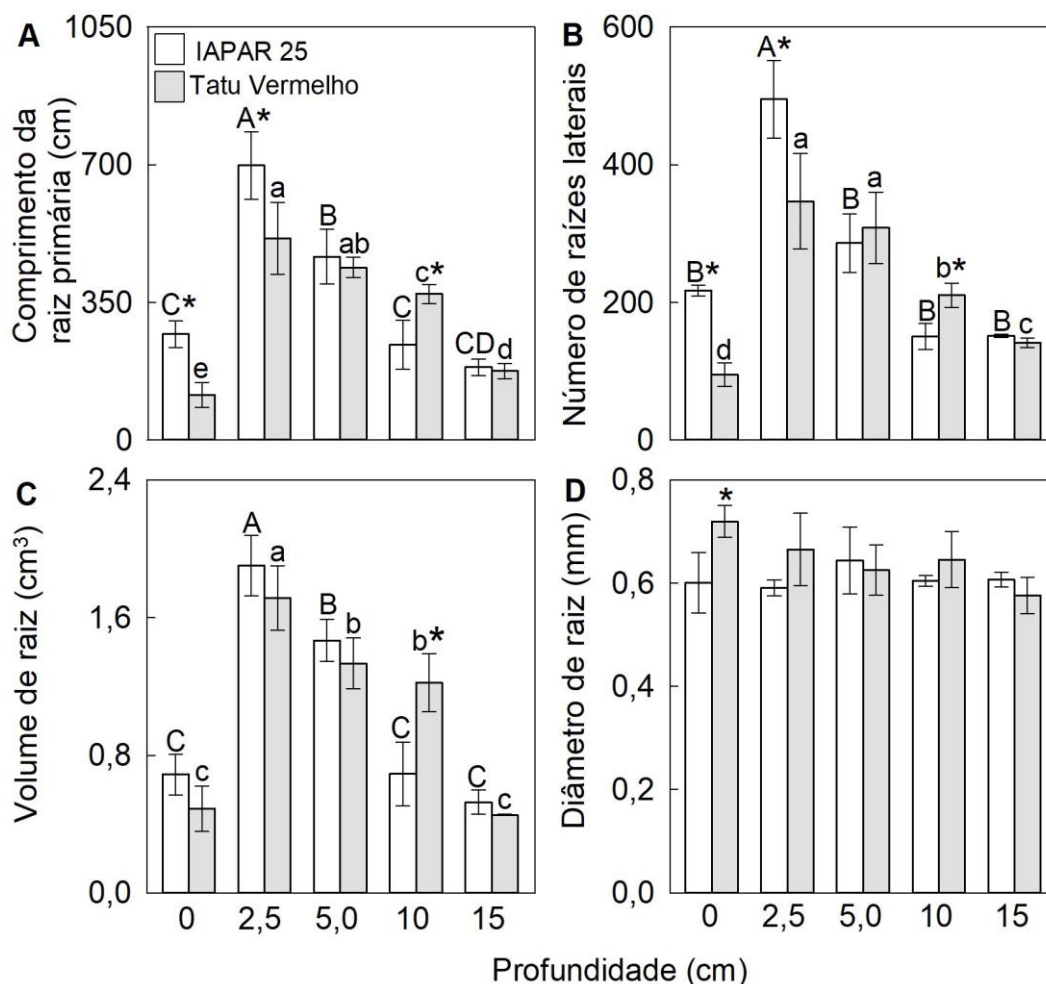 A
1050
IAPAR 25
Tatu Vermelho
Comprimento da
raiz primária (cm)
700
350
0
C*
e
A*
a
B
ab
C
c*
CD
d
B
600
Número de raízes laterais
400
200
0
B*
d
A*
a
B
a
B
b*
B
c
C
2,4
Volume de raiz (cm³)
1,6
0,8
0,0
C
c
A
a
B
b
C
b*
C
c
0
2,5
5,0
10
15
D
0,8
Diâmetro de raiz (mm)
0,6
0,4
0,2
0,0
*
0
2,5
5,0
10
15
Profundidade (cm)